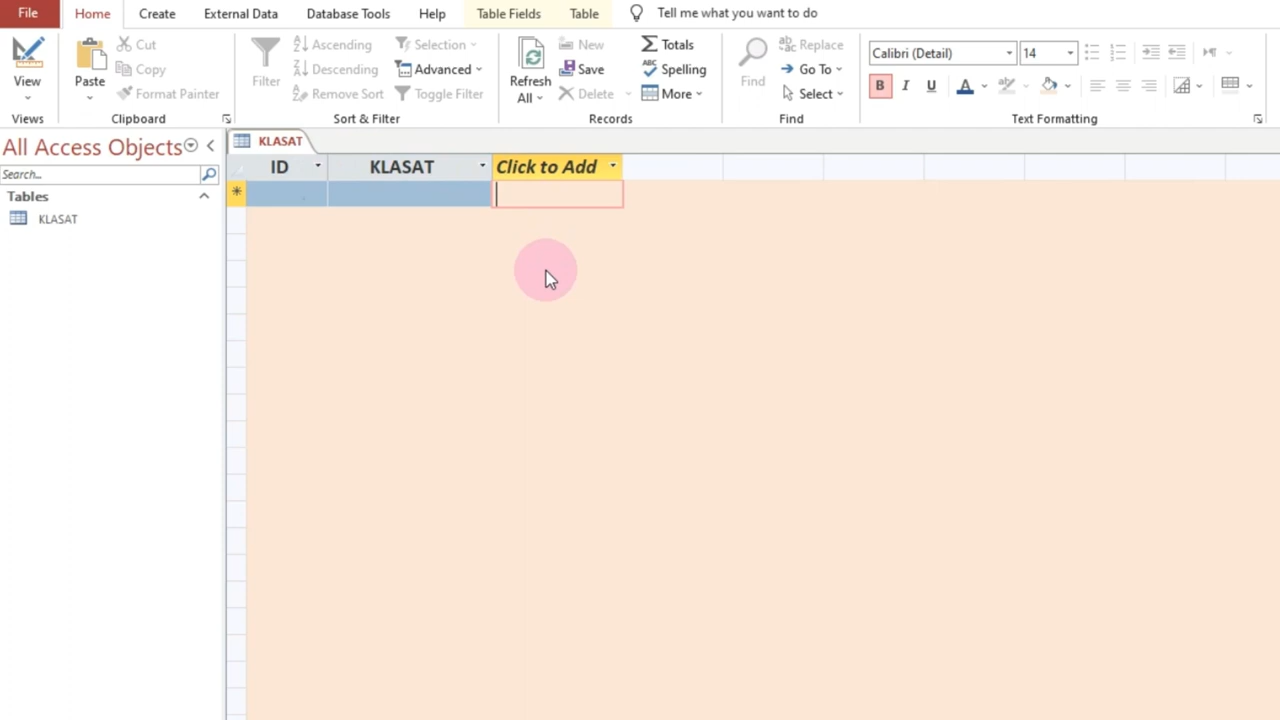 File Home Create External Data Database Tools Help Table Fields Table Tell me what you want to do
View
Views
Paste
Cut
Copy
Format Painter
Clipboard
Filter
Ascending
Descending
Remove Sort
Selection
Advanced
Toggle Filter
Sort & Filter
Refresh
All
New
Save
Delete
Totals
Spelling
More
Records
Find
Replace
Go To
Select
Find
Calibri (Detail) 14
B I U A
Text Formatting
All Access Objects
Search...
Tables
KLASAT
KLASAT
ID KLASAT Click to Add